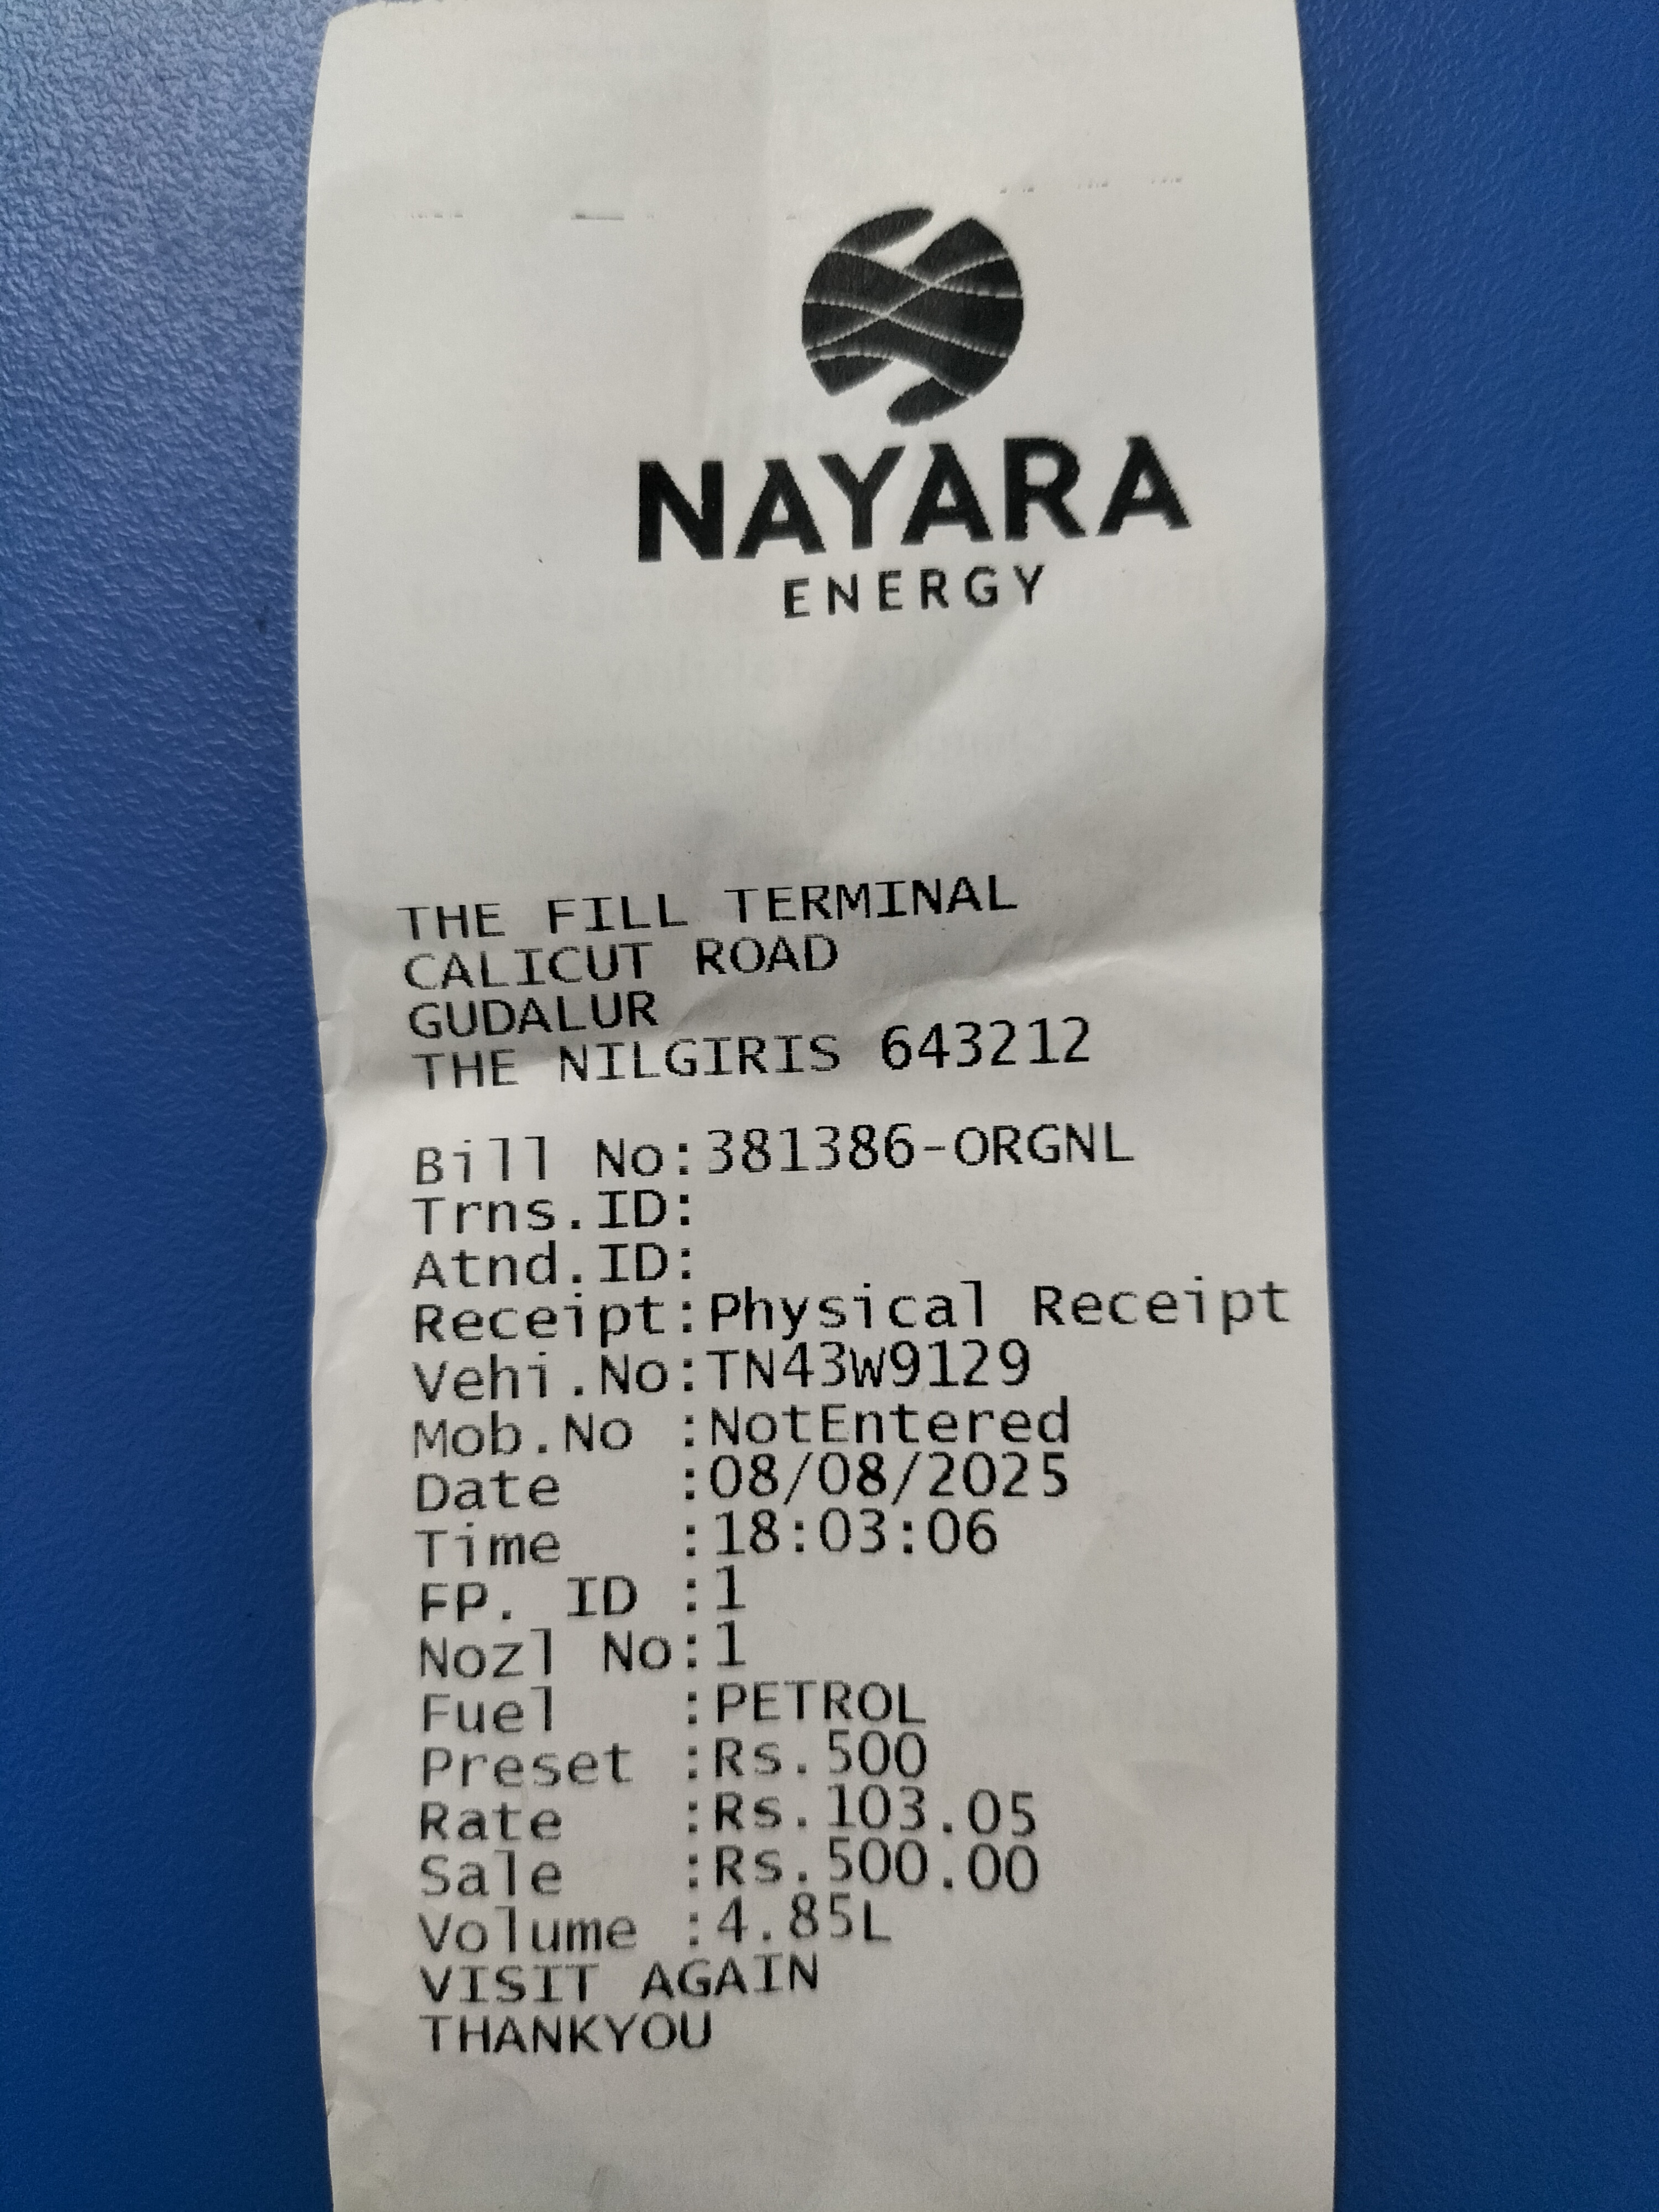 NAYARA
ENERGY
THE FILL TERMINAL
CALICUT ROAD
GUDALUR
THE NILGIRIS 643212
Bill No:381386-ORGNL
Trns.ID:
Atnd.ID:
Receipt:Physical Receipt
Vehi.No:TN43W9129
Mob.No :NotEntered
Date :08/08/2025
Time :18:03:06
FP. ID :1
Nozl No:1
Fuel :PETROL
Preset :Rs.500
Rate :Rs.103.05
Sale :Rs.500.00
Volume :4.85L
VISIT AGAIN
THANKYOU